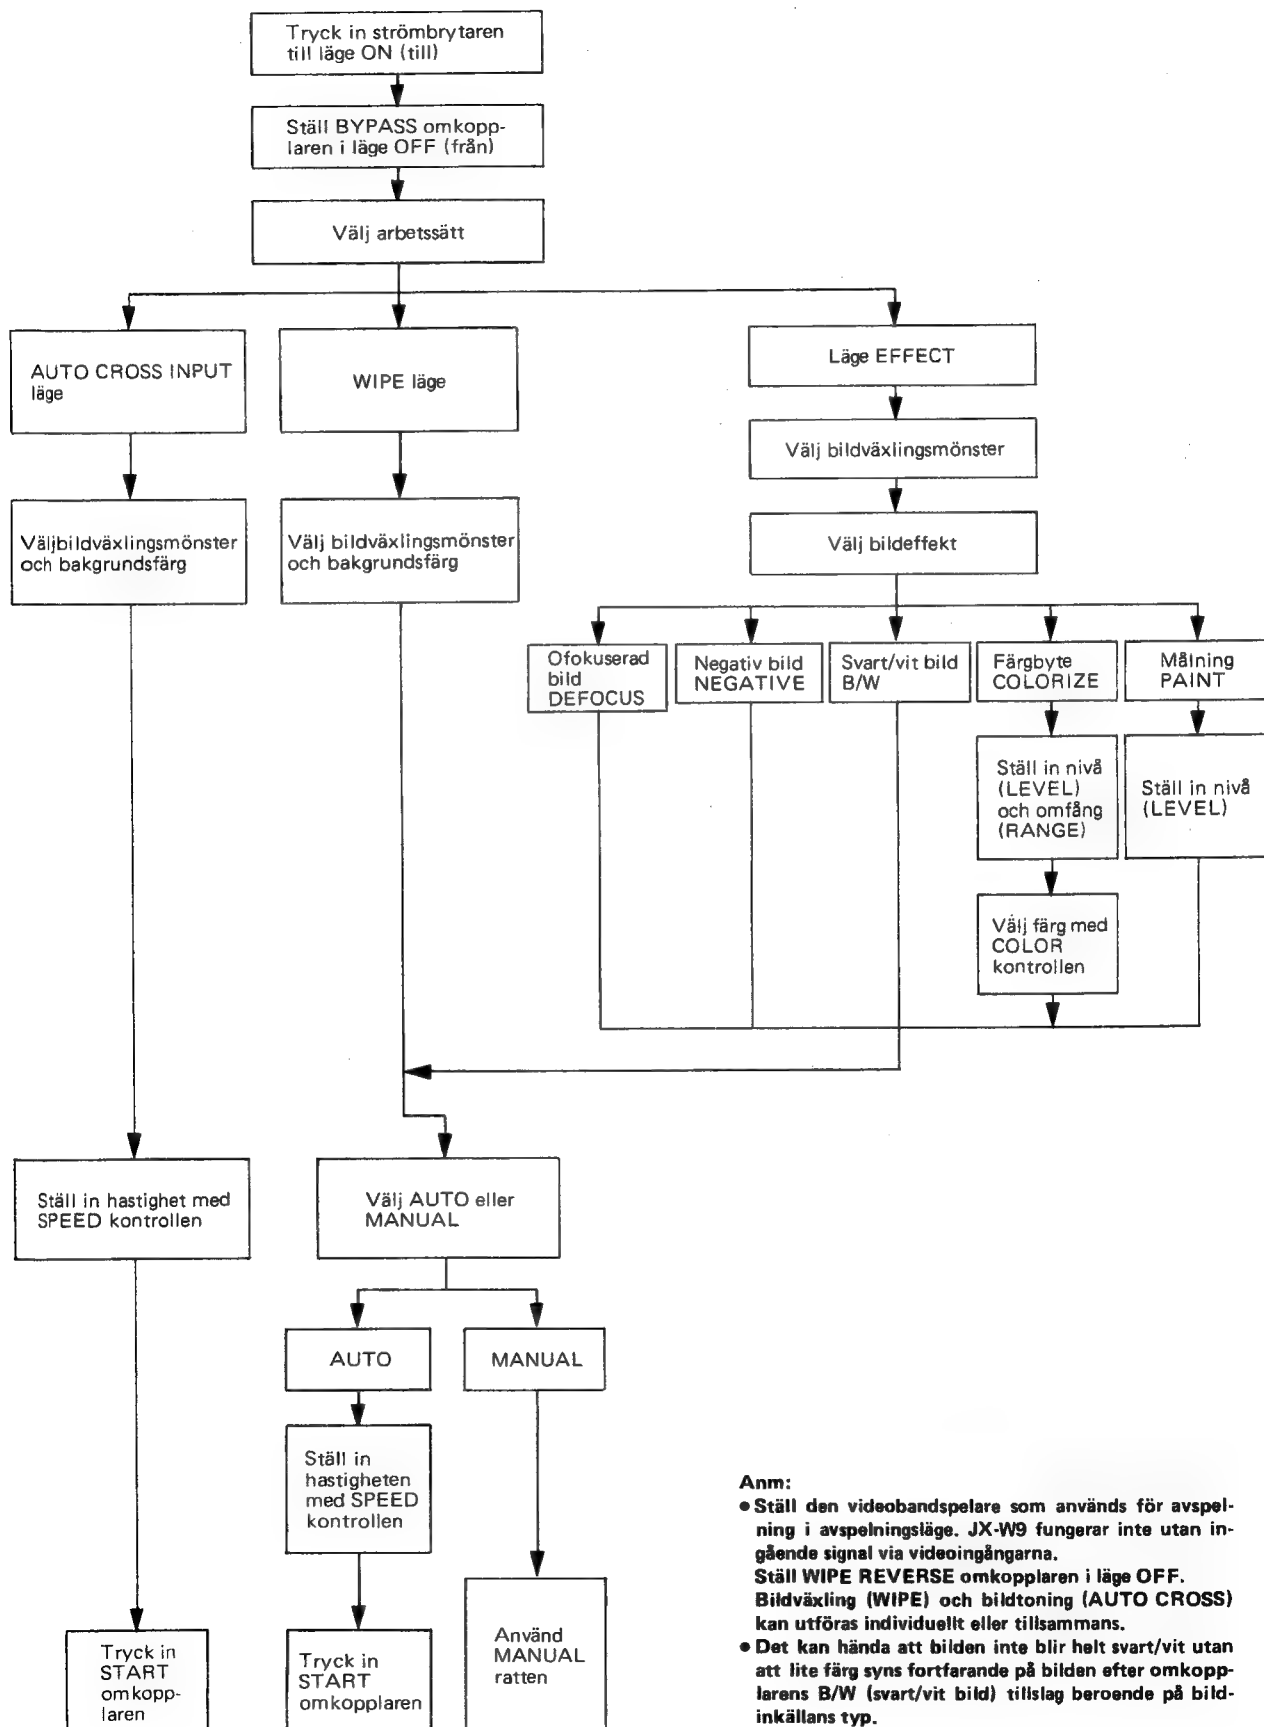 Tryck in strömbrytaren
till läge ON (till)
Ställ BYPASS omkopp-
laren i läge OFF (från)
Välj arbetssätt
AUTO CROSS INPUT
läge
WIPE läge
Läge EFFECT
Välj bildväxlingsmönster
Väljbildväxlingsmönster
och bakgrundsfärg
Välj bildväxlingsmönster
och bakgrundsfärg
Välj bildeffekt
Ofokuserad
bild
DEFOCUS
Negativ bild
NEGATIVE
Svart/vit bild
B/W
Färgbyte
COLORIZE
Målning
PAINT
Ställ in nivå
(LEVEL)
och omfång
(RANGE)
Ställ in nivå
(LEVEL)
Välj färg med
COLOR
kontrollen
Ställ in hastighet med
SPEED kontrollen
Välj AUTO eller
MANUAL
AUTO
MANUAL
Ställ in
hastigheten
med SPEED
kontrollen
Tryck in
START
omkopp-
laren
Tryck in
START
omkopplaren
Använd
MANUAL
ratten
Anm:
● Ställ den videobandspelare som används för avspel-
ning i avspelningsläge. JX-W9 fungerar inte utan in-
gående signal via videoingångarna.
Ställ WIPE REVERSE omkopplaren i läge OFF.
Bildväxling (WIPE) och bildtoning (AUTO CROSS)
kan utföras individuellt eller tillsammans.
● Det kan hända att bilden inte blir helt svart/vit utan
att lite färg syns fortfarande på bilden efter omkopp-
larens B/W (svart/vit bild) tillslag beroende på bild-
inkällans typ.